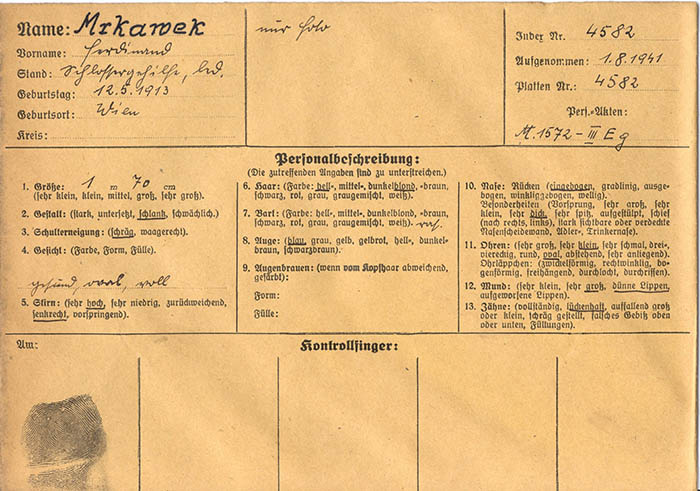 Name: Mrkawek
Vorname: Ferdinand
Stand: Schlossergehilfe, led.
Geburtstag: 12.5.1913
Geburtsort: Wien
Kreis:
nur Foto
Index Nr. 4582
Aufgenommen: 1.8.1941
Platten Nr.: 4582
Pers.-Akten:
M.1572-III Eg
Personalbeschreibung:
(Die zutreffenden Angaben sind zu unterstreichen.)
1. Größe: 1 m 70 cm
(sehr klein, klein, mittel, groß, sehr groß).
2. Gestalt: (stark, untersetzt, schlank, schwächlich).
3. Schulterneigung: (schräg, waagerecht).
4. Gesicht: (Farbe, Form, Fülle).
gesund, oval, voll
5. Stirn: (sehr hoch, sehr niedrig, zurückweichend,
senkrecht, vorspringend).
6. Haar: (Farbe: hell-, mittel-, dunkelblond, -braun,
schwarz, rot, grau, graugemischt, weiß).
7. Bart: (Farbe: hell-, mittel-, dunkelblond, -braun,
schwarz, rot, grau, graugemischt, weiß). ras.
8. Auge: (blau, grau, gelb, gelbrot, hell-, dunkel-
braun, schwarzbraun).
9. Augenbrauen: (wenn vom Kopfhaar abweichend,
gefärbt):
Form:
Fülle:
10. Nase: Rücken (eingebogen, gradlinig, ausge-
bogen, winkliggebogen, wellig).
Besonderheiten (Vorsprung, sehr groß, sehr
klein, sehr dick, sehr spitz, aufgestülpt, schief
(nach rechts, links), stark sichtbare oder verdeckte
Nasenscheidewand, Adler-, Trinkernase).
11. Ohren: (sehr groß, sehr klein, sehr schmal, drei-,
viereckig, rund, oval, abstehend, sehr anliegend).
Ohrläppchen: (zwickelförmig, rechtwinklig, bo-
genförmig, freihängend, durchlocht, durchrissen).
12. Mund: (sehr klein, sehr groß, dünne Lippen,
aufgeworfene Lippen).
13. Zähne: (vollständig, lückenhaft, auffallend groß
oder klein, schräg gestellt, falsches Gebiß oben
oder unten, Füllungen).
Am:
Kontrollfinger: